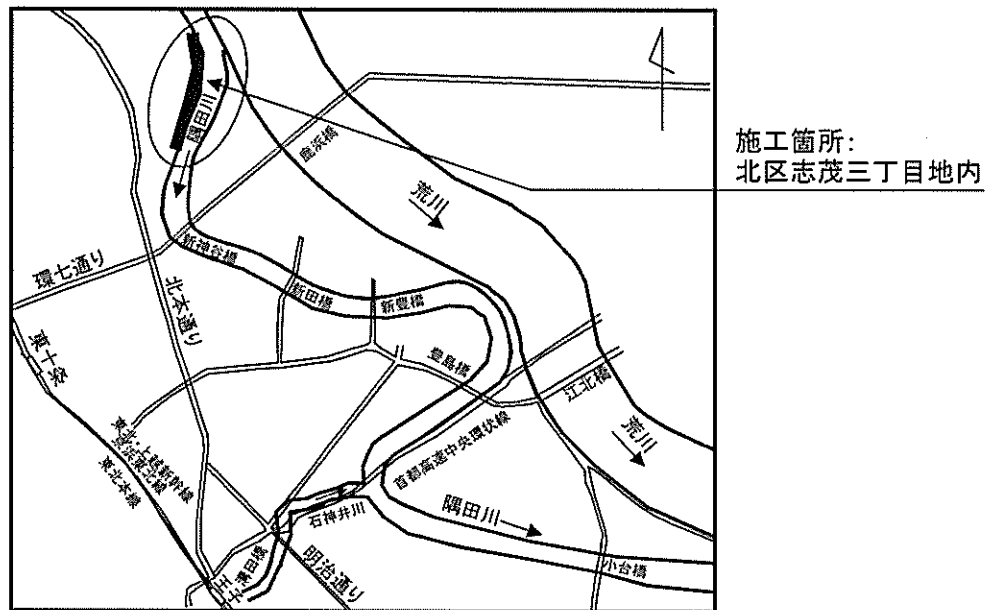 施工箇所:
北区志茂三丁目地内
隅田川
鹿浜橋
荒川
新神谷橋
環七通り
北本通り
新田橋
新豊橋
東十条
豊島橋
江北橋
東北・上越新幹線
京浜東北線
東北本線
首都高速中央環状線
荒川
石神井川
隅田川
溝田橋
明治通り
小台橋
王子